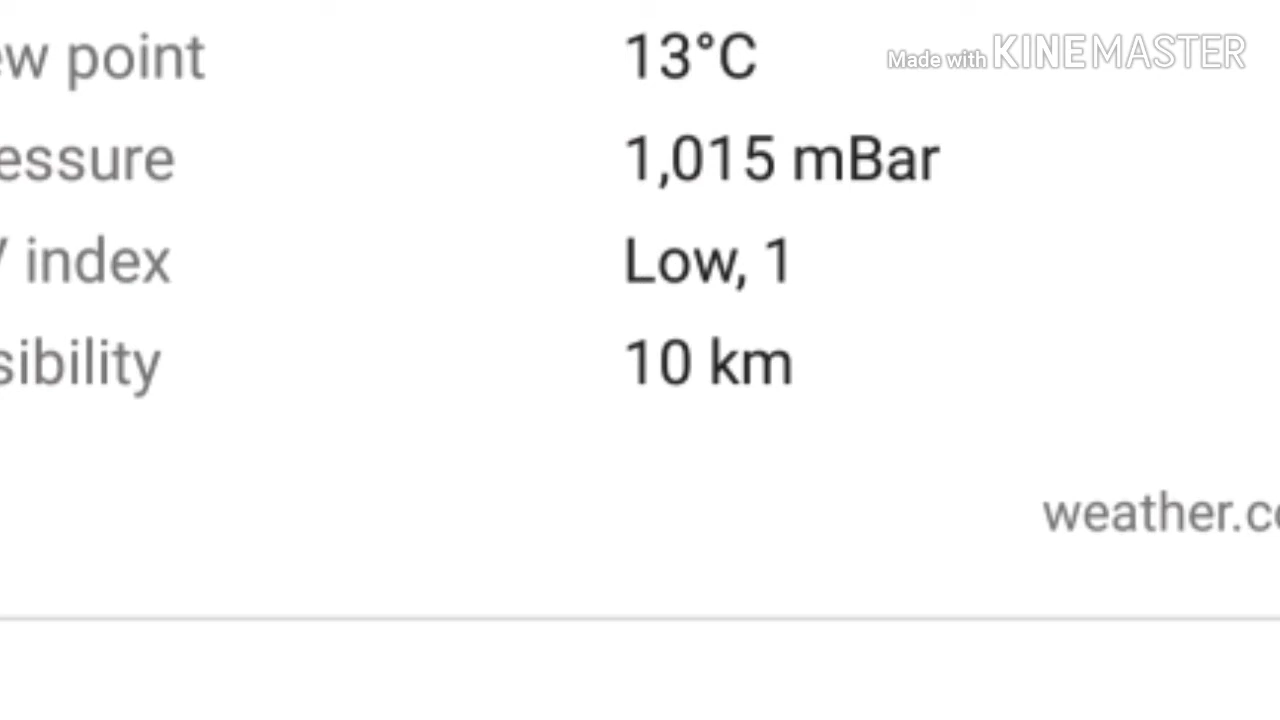 ew point 13°C
Made with KINEMASTER
essure 1,015 mBar
index Low, 1
sibility 10 km
weather.co